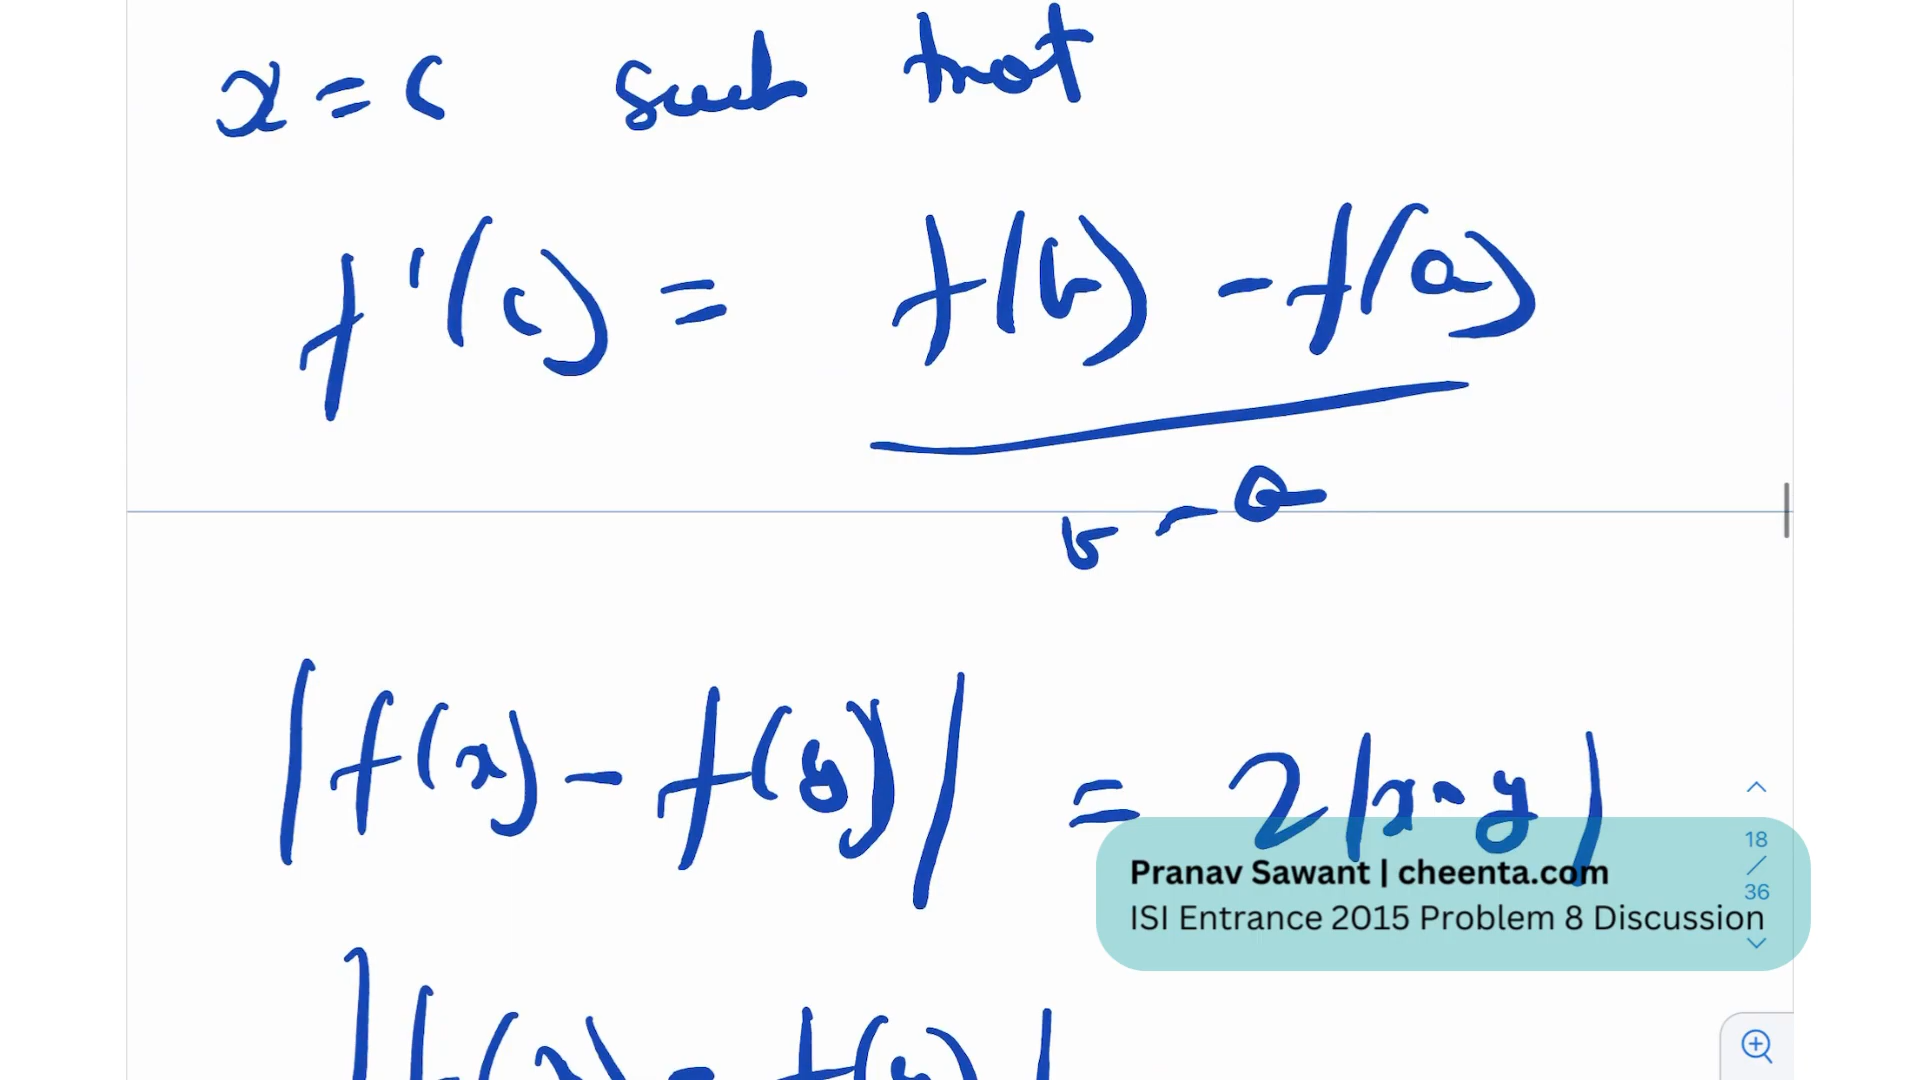 x = c such that
f'(c) = f(b) - f(a)
b - a
|f(x) - f(y)| = 2|x-y|
18
/
36
Pranav Sawant | cheenta.com
ISI Entrance 2015 Problem 8 Discussion